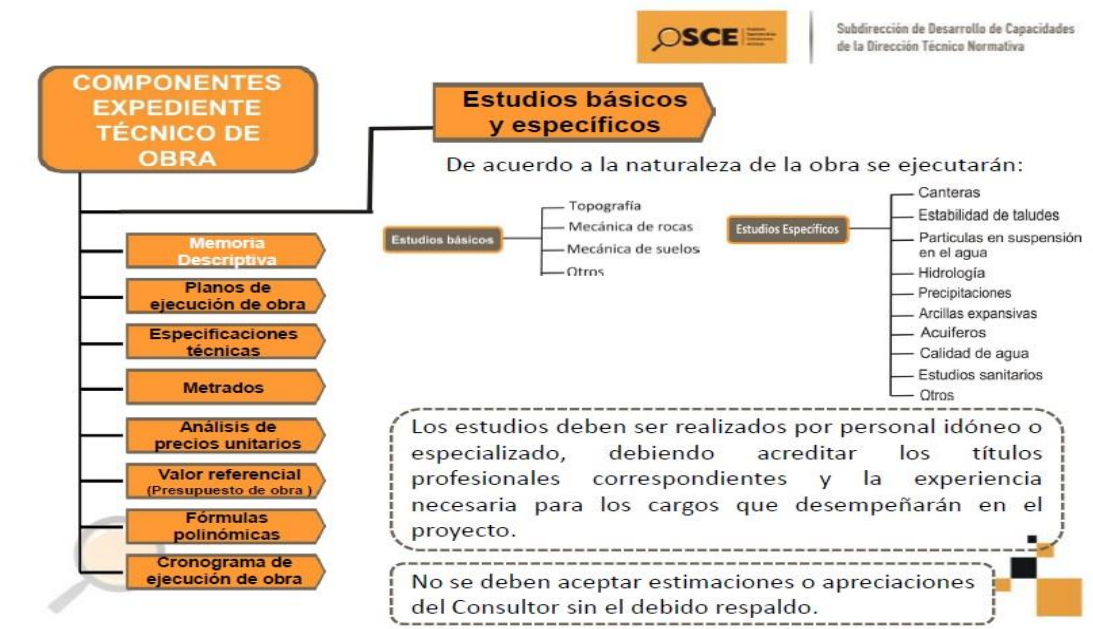 OSCE
Subdirección de Desarrollo de Capacidades
de la Dirección Técnico Normativa
COMPONENTES
EXPEDIENTE
TÉCNICO DE
OBRA
Memoria
Descriptiva
Planos de
ejecución de obra
Especificaciones
técnicas
Metrados
Análisis de
precios unitarios
Valor referencial
(Presupuesto de obra )
Fórmulas
polinómicas
Cronograma de
ejecución de obra
Estudios básicos
y específicos
De acuerdo a la naturaleza de la obra se ejecutarán:
Estudios básicos
Topografía
Mecánica de rocas
Mecánica de suelos
Otros
Estudios Específicos
Canteras
Estabilidad de taludes
Particulas en suspensión
en el agua
Hidrología
Precipitaciones
Arcillas expansivas
Acuiferos
Calidad de agua
Estudios sanitarios
Otros
Los estudios deben ser realizados por personal idóneo o
especializado, debiendo acreditar los títulos
profesionales correspondientes y la experiencia
necesaria para los cargos que desempeñarán en el
proyecto.
No se deben aceptar estimaciones o apreciaciones
del Consultor sin el debido respaldo.